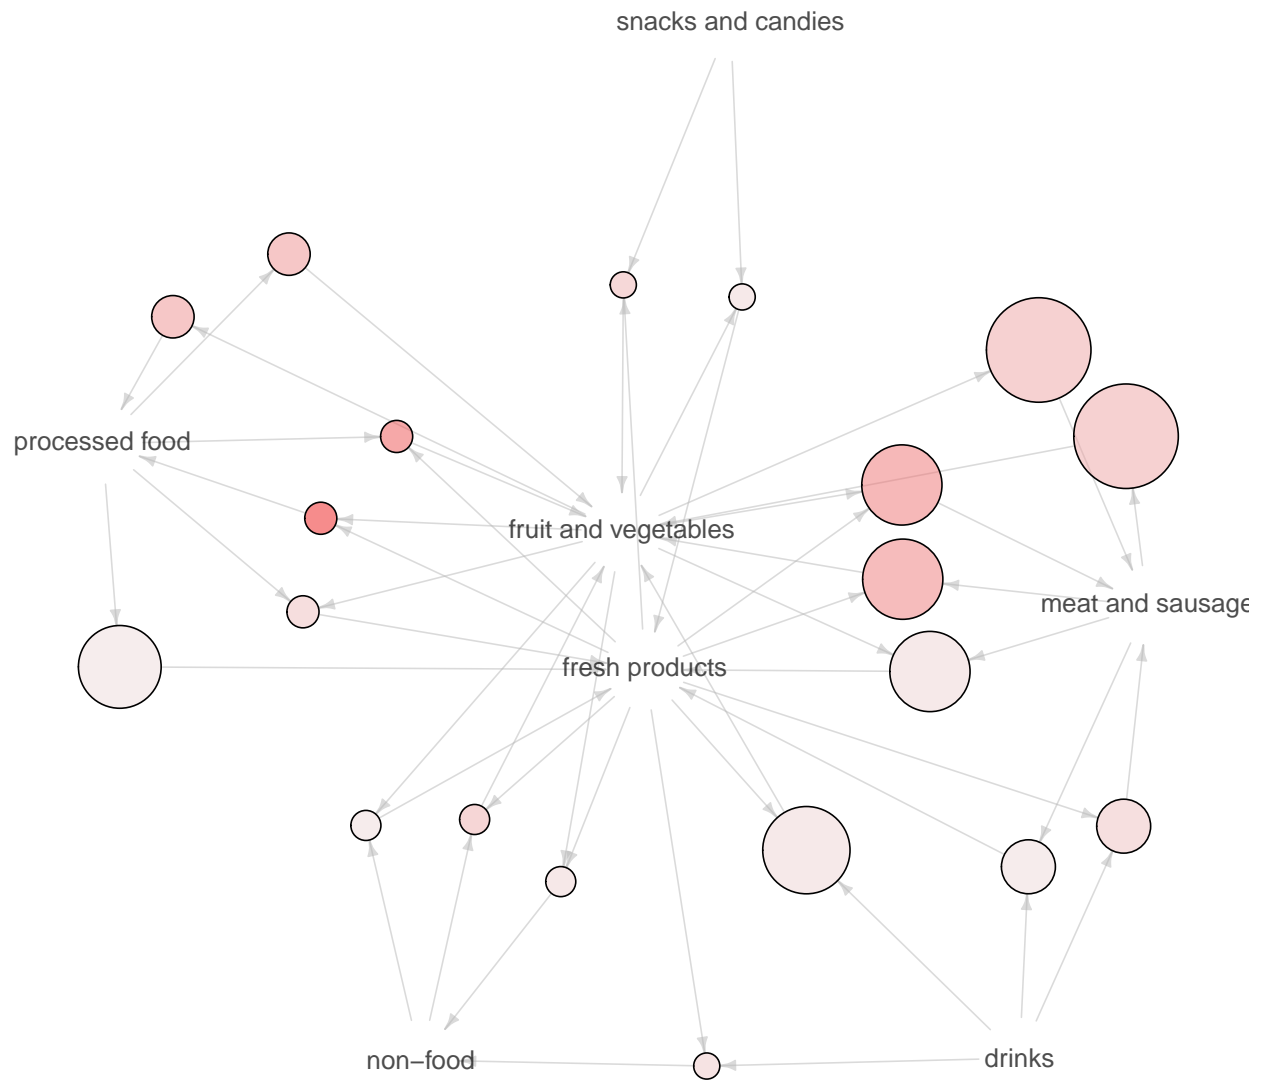 snacks and candies
processed food
fruit and vegetables
meat and sausage
fresh products
non−food
drinks